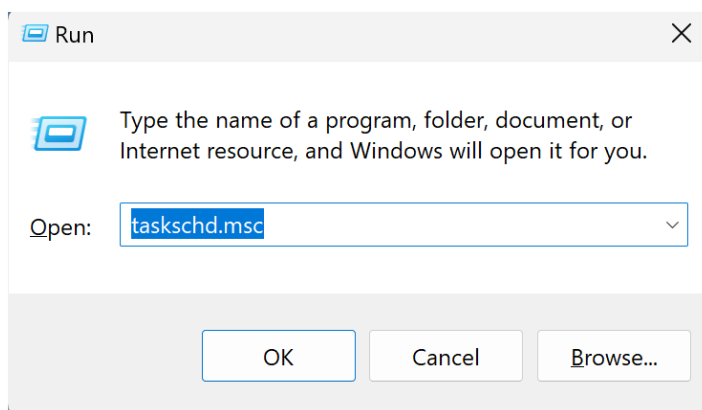 Run
Type the name of a program, folder, document, or
Internet resource, and Windows will open it for you.
Open: taskschd.msc
OK Cancel Browse...